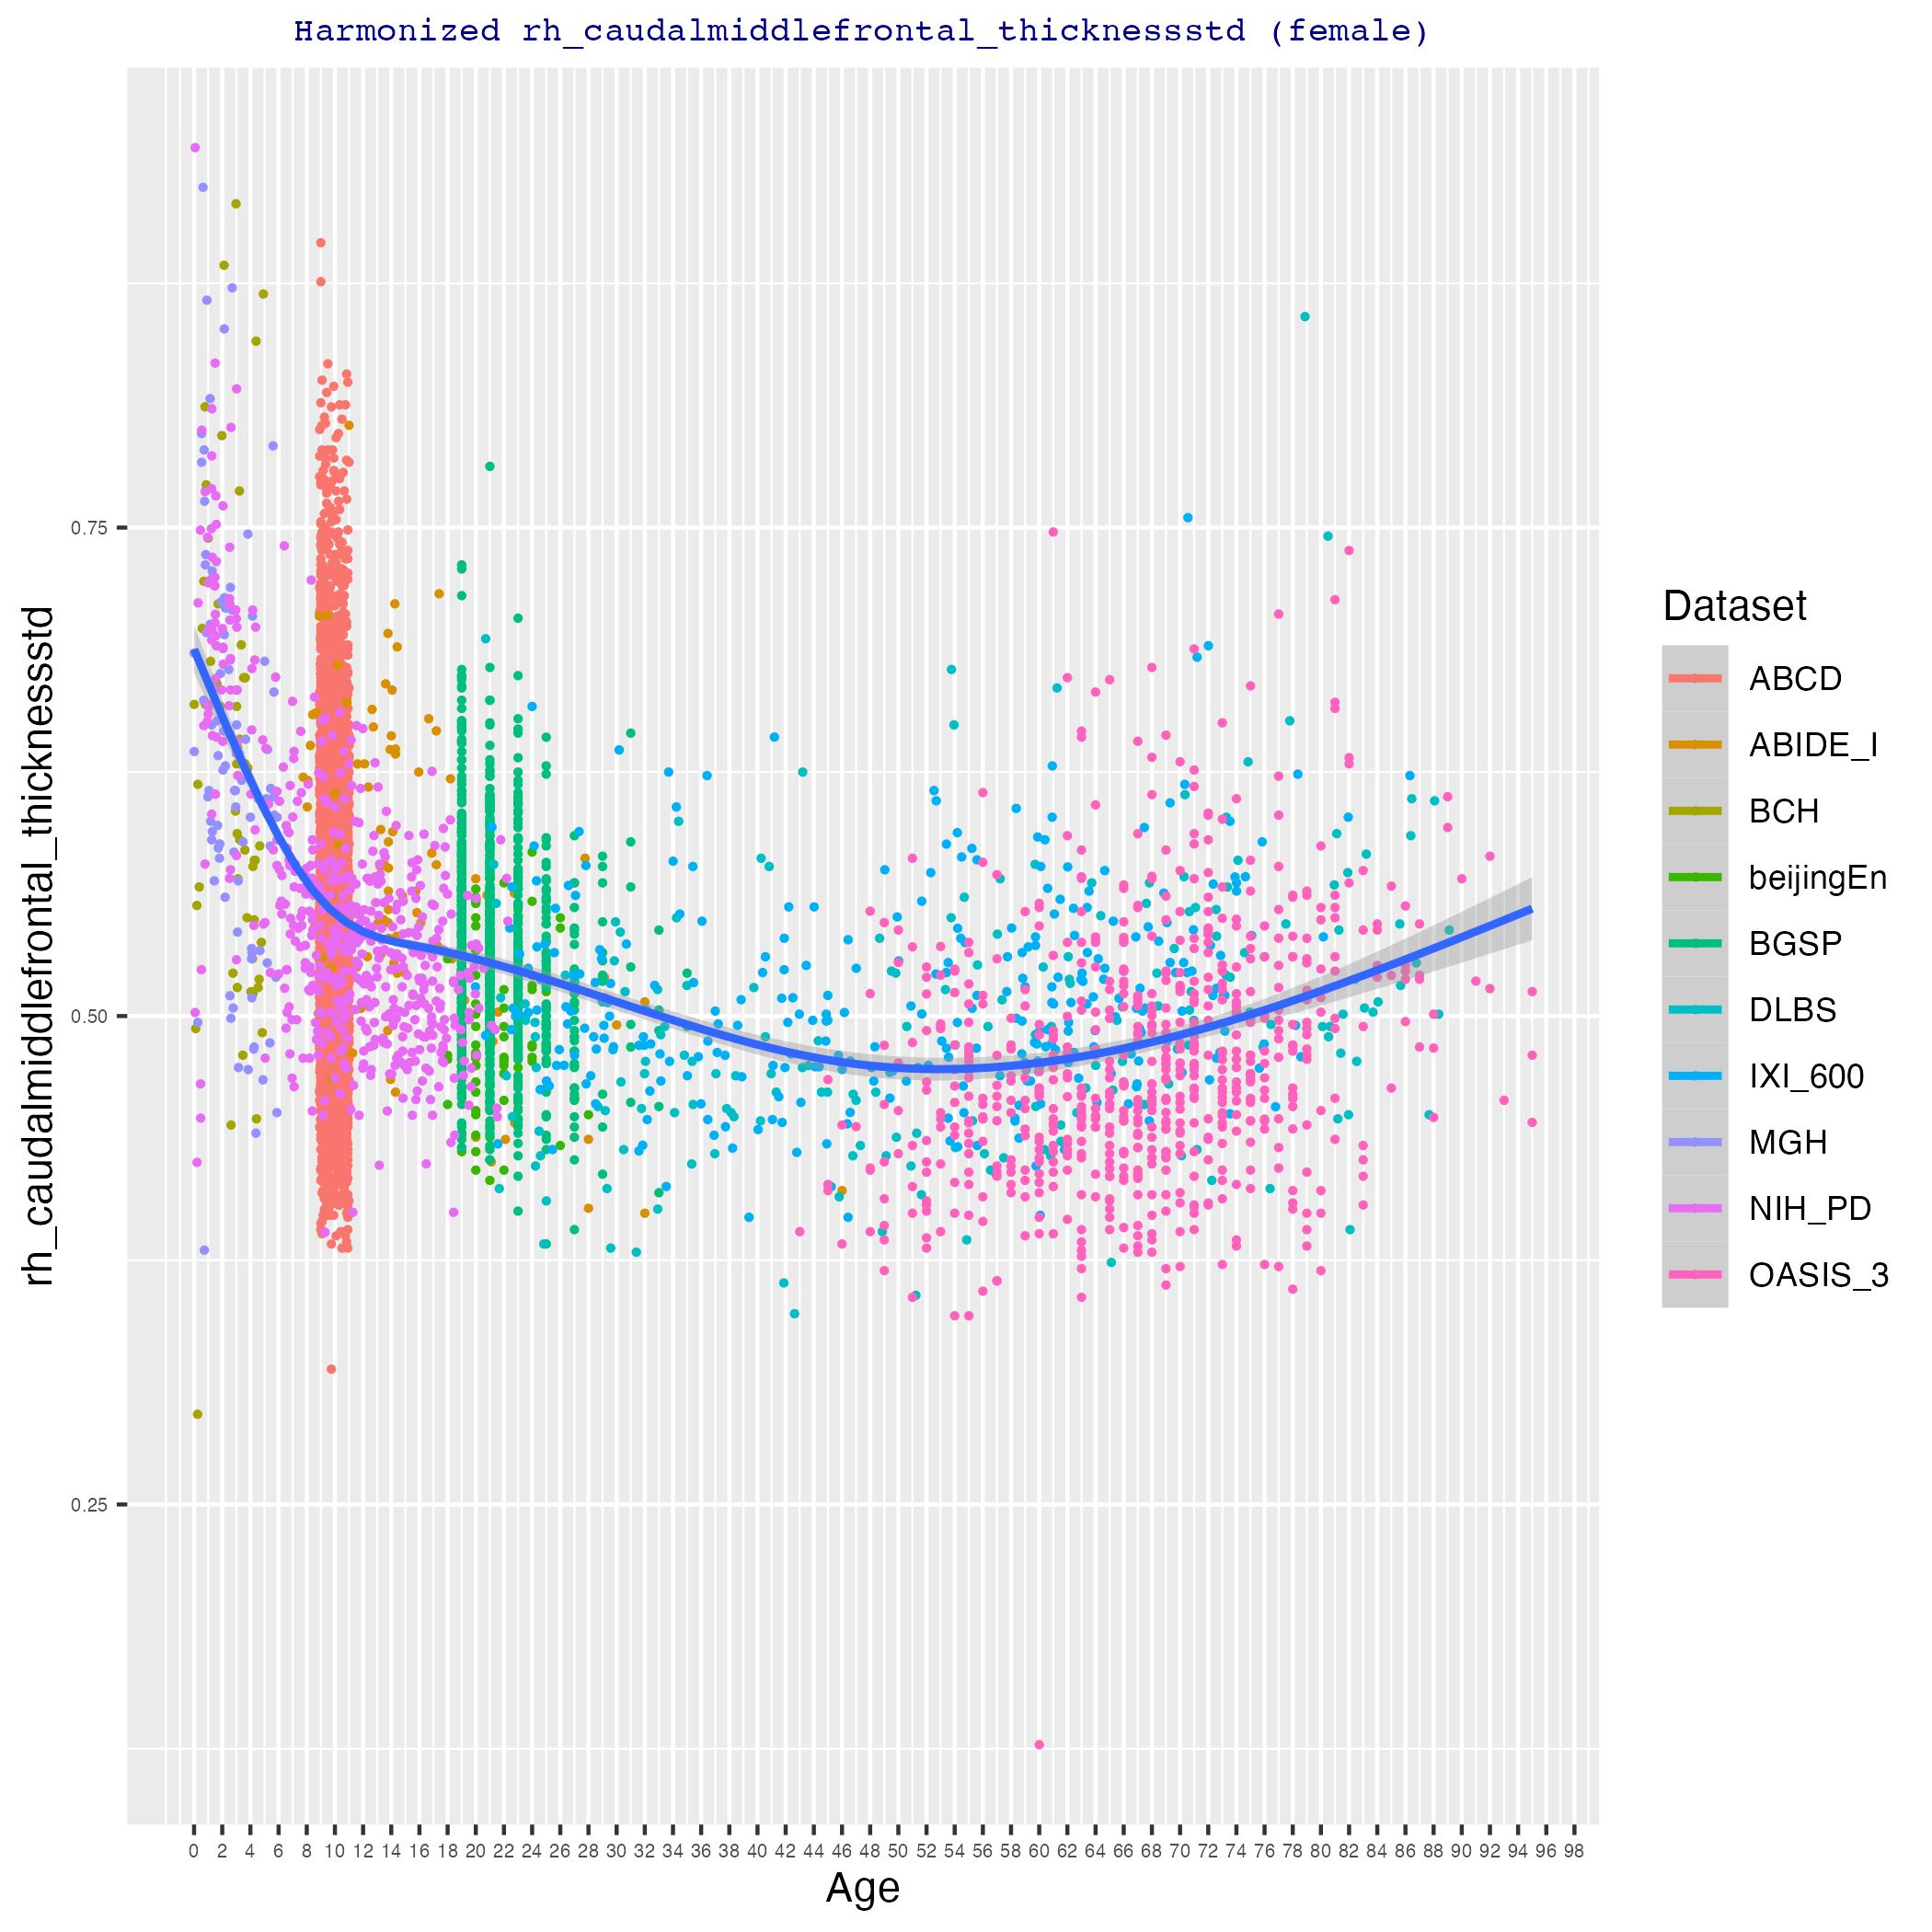 Harmonized rh_caudalmiddlefrontal_thicknessstd (female)
rh_caudalmiddlefrontal_thicknessstd
0.75
0.50
0.25
0 2 4 6 8 10 12 14 16 18 20 22 24 26 28 30 32 34 36 38 40 42 44 46 48 50 52 54 56 58 60 62 64 66 68 70 72 74 76 78 80 82 84 86 88 90 92 94 96 98
Age
Dataset
ABCD
ABIDE_I
BCH
beijingEn
BGSP
DLBS
IXI_600
MGH
NIH_PD
OASIS_3